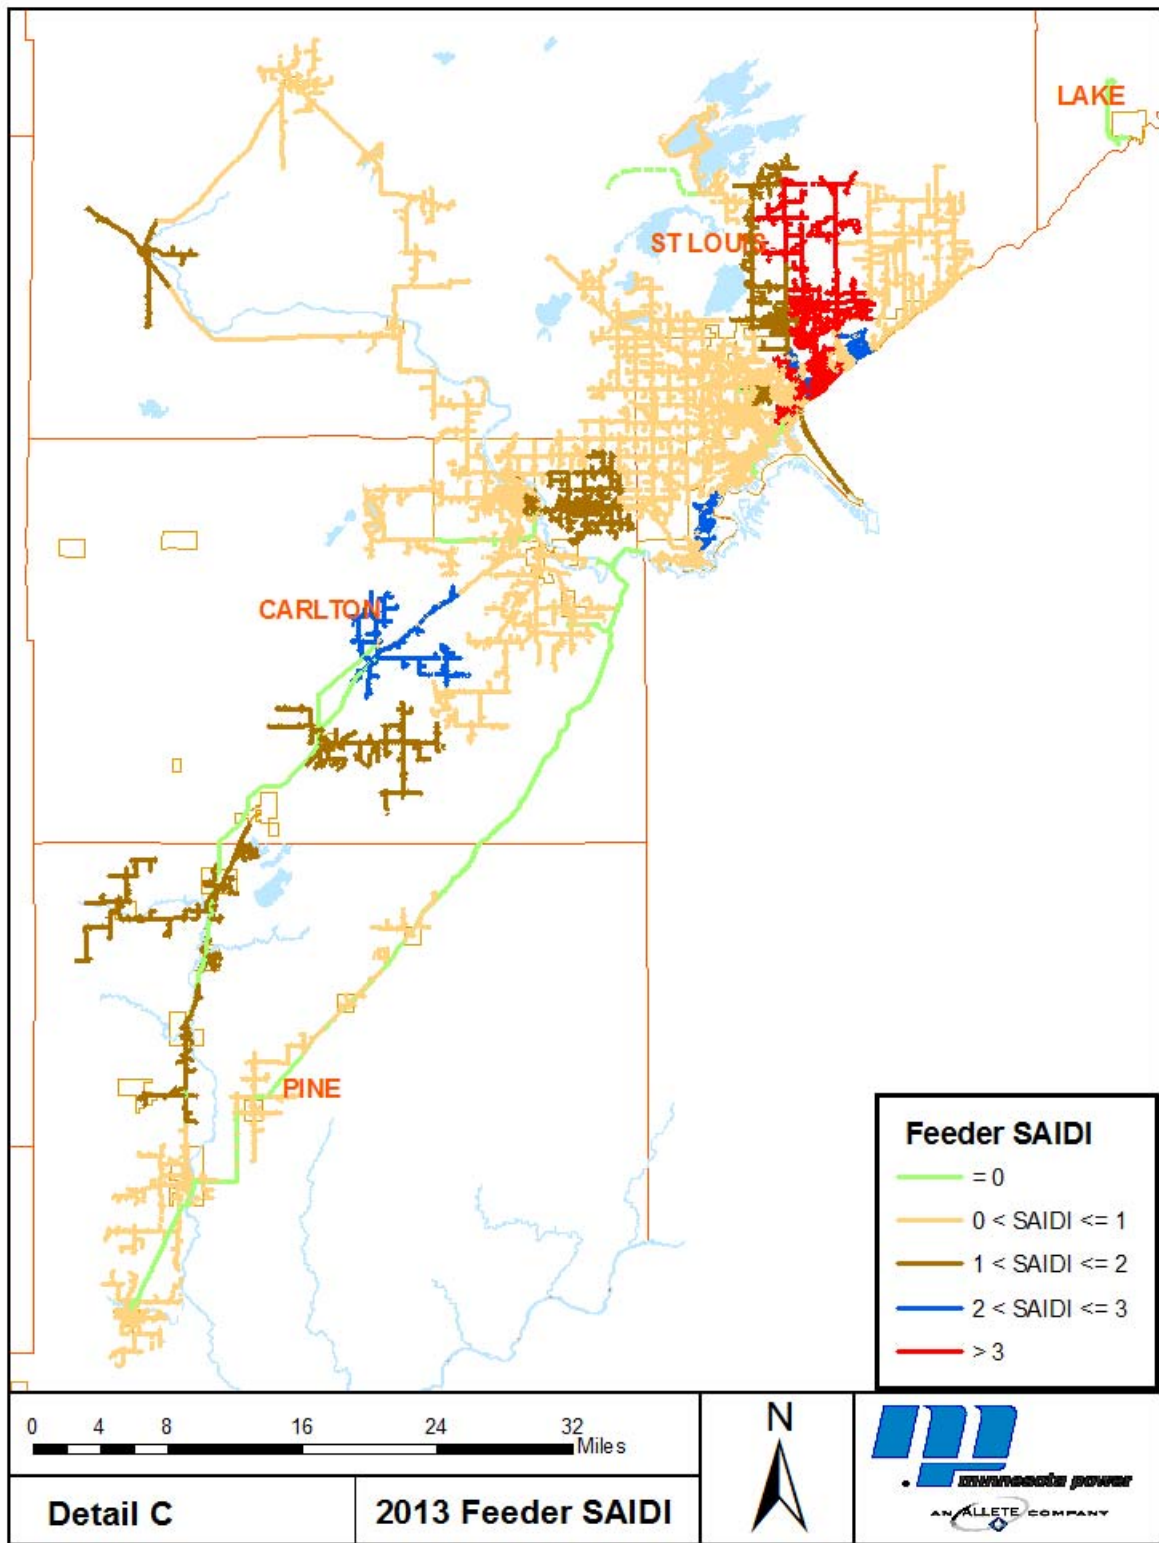 LAKE
ST LOUIS
CARLTON
PINE
Feeder SAIDI
= 0
0 < SAIDI <= 1
1 < SAIDI <= 2
2 < SAIDI <= 3
> 3
0 4 8 16 24 32
Miles
N
mp
minnesota power
AN ALLETE COMPANY
Detail C
2013 Feeder SAIDI